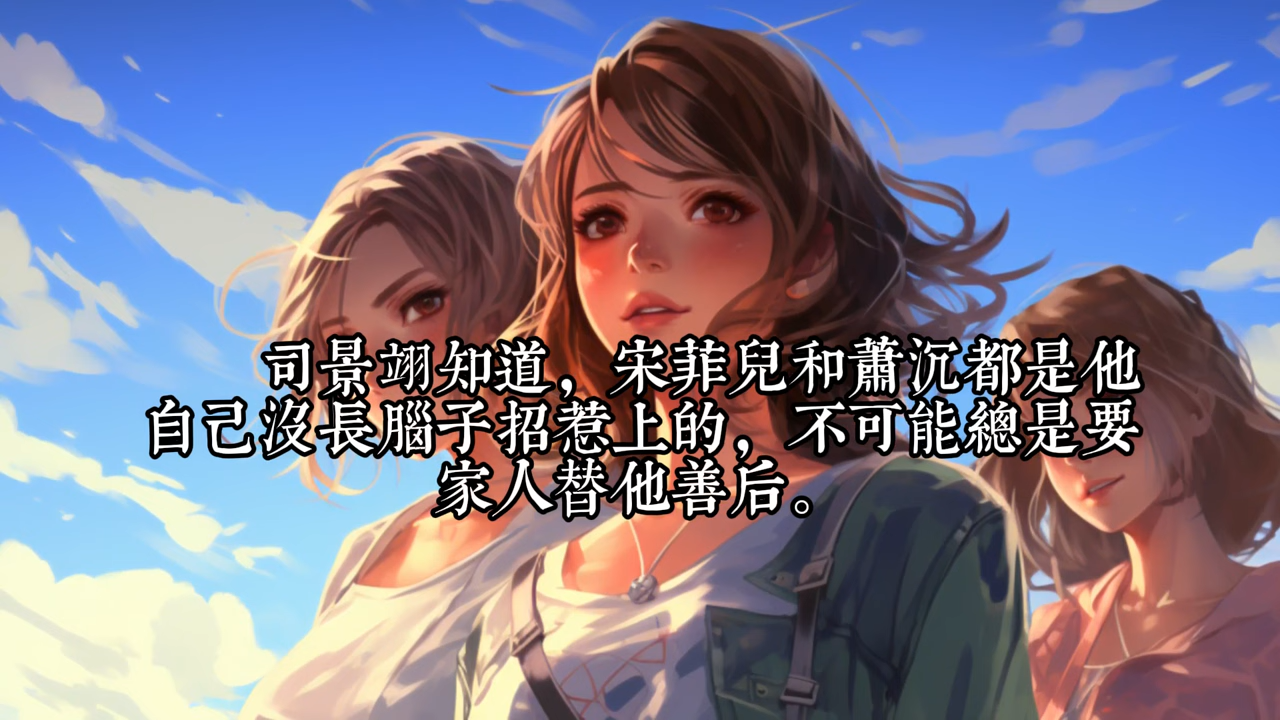 司景翊知道，宋菲兒和蕭沉都是他
自己沒長腦子招惹上的，不可能總是要
家人替他善后。